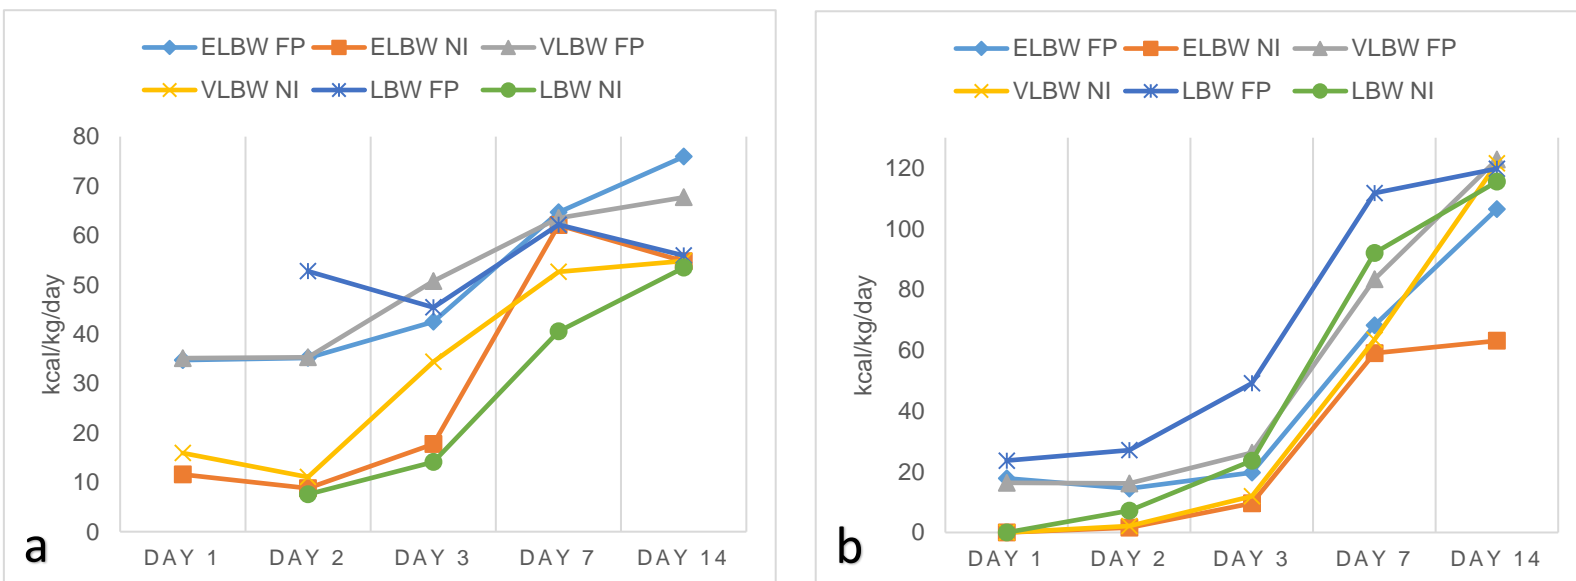 ELBW FP ELBW NI VLBW FP
VLBW NI LBW FP LBW NI
80
70
60
50
40
30
20
10
0
kcal/kg/day
DAY 1 DAY 2 DAY 3 DAY 7 DAY 14
a
ELBW FP ELBW NI VLBW FP
VLBW NI LBW FP LBW NI
120
100
80
60
40
20
0
kcal/kg/day
DAY 1 DAY 2 DAY 3 DAY 7 DAY 14
b